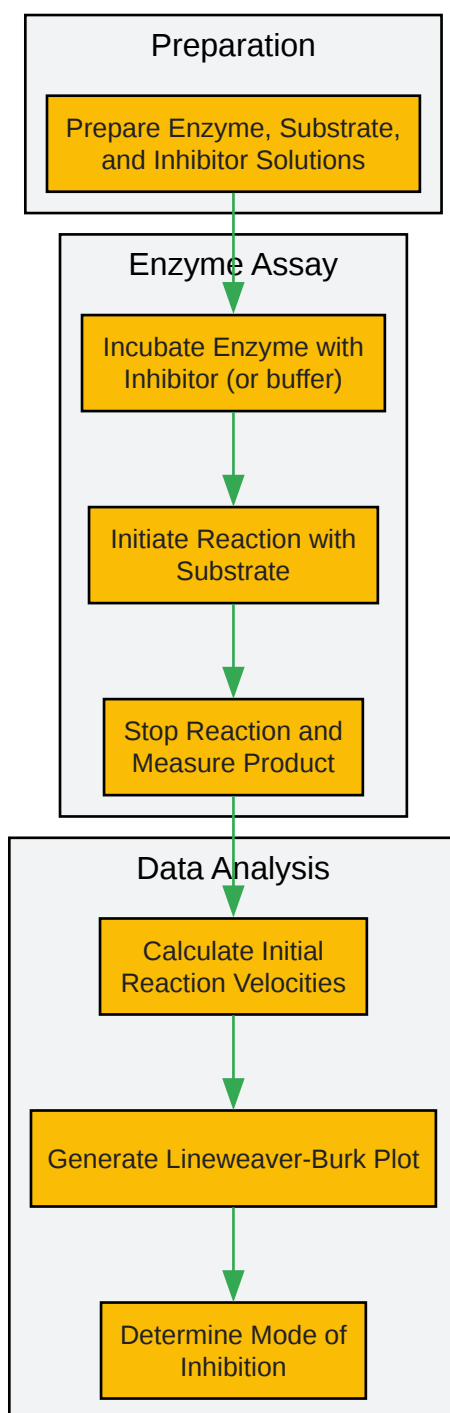 Preparation
Prepare Enzyme, Substrate,
and Inhibitor Solutions
Enzyme Assay
Incubate Enzyme with
Inhibitor (or buffer)
Initiate Reaction with
Substrate
Stop Reaction and
Measure Product
Data Analysis
Calculate Initial
Reaction Velocities
Generate Lineweaver-Burk Plot
Determine Mode of
Inhibition